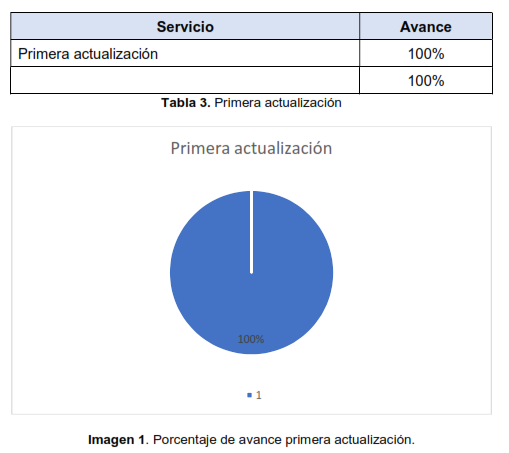 Servicio Avance
Primera actualización 100%
100%
Tabla 3. Primera actualización
Primera actualización
100%
1
Imagen 1. Porcentaje de avance primera actualización.